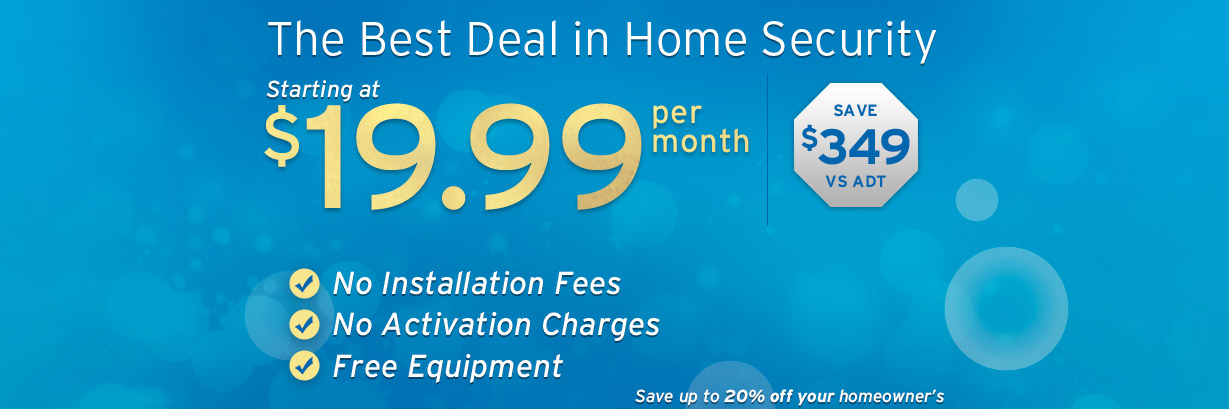 The Best Deal in Home Security
Starting at
$19.99 per month
SAVE
$349
VS ADT
No Installation Fees
No Activation Charges
Free Equipment
Save up to 20% off your homeowner's